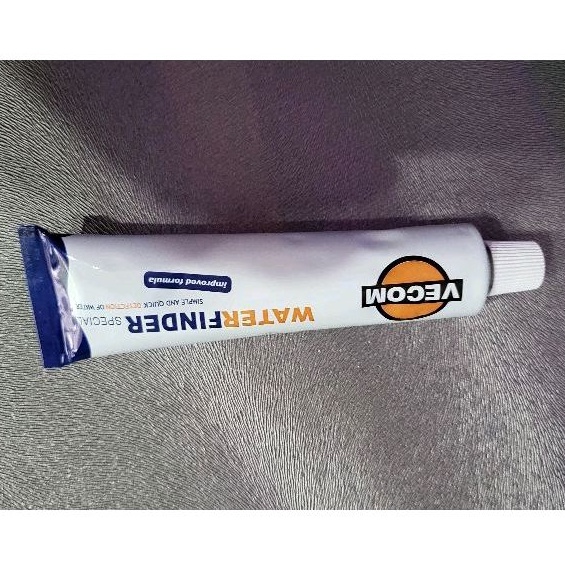 VECOM
WATERFINDER SPECIAL
SIMPLE AND QUICK DETECTION OF WATER
improved formula